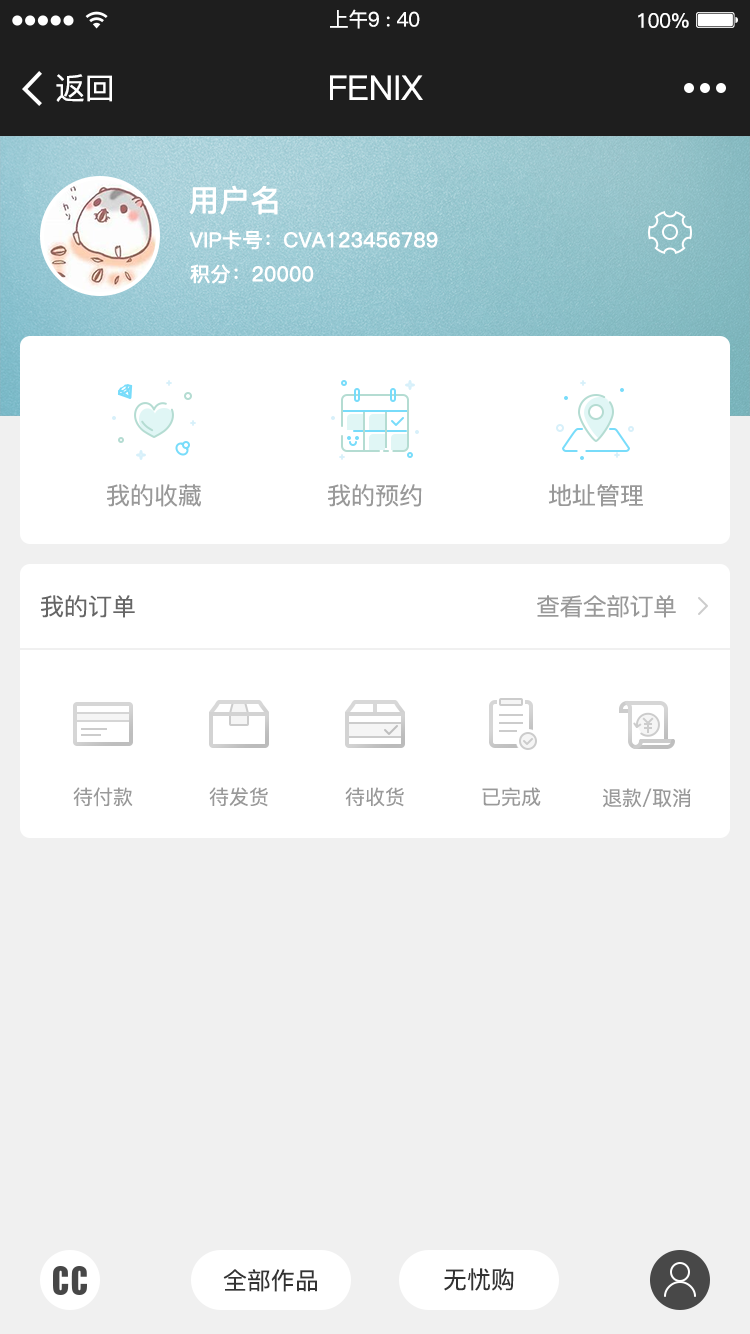 上午9 : 40
100%
返回
FENIX
用户名
VIP卡号：CVA123456789
积分：20000
我的收藏
我的预约
地址管理
我的订单
查看全部订单
待付款
待发货
待收货
已完成
退款/取消
CC
全部作品
无忧购